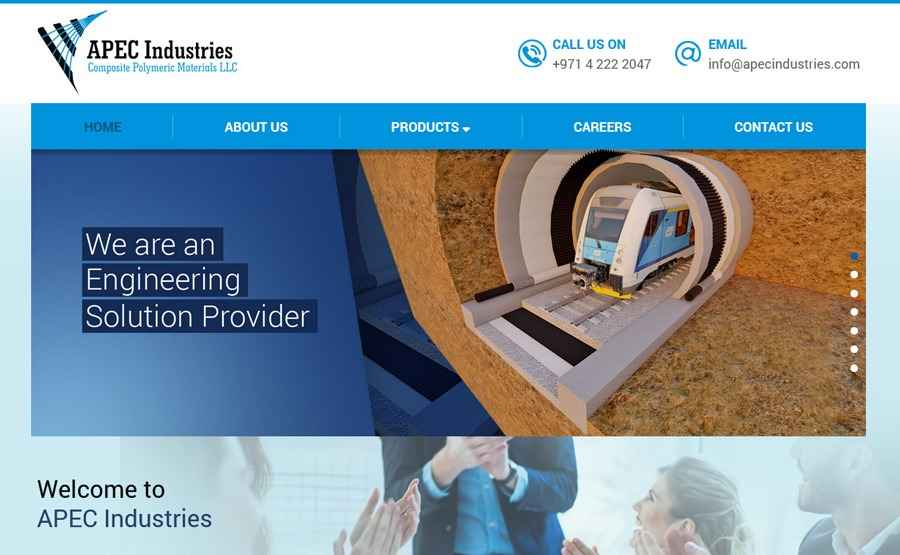 APEC Industries
Composite Polymeric Materials LLC
CALL US ON
+971 4 222 2047
EMAIL
info@apecindustries.com
HOME
ABOUT US
PRODUCTS
CAREERS
CONTACT US
We are an
Engineering
Solution Provider
Welcome to
APEC Industries